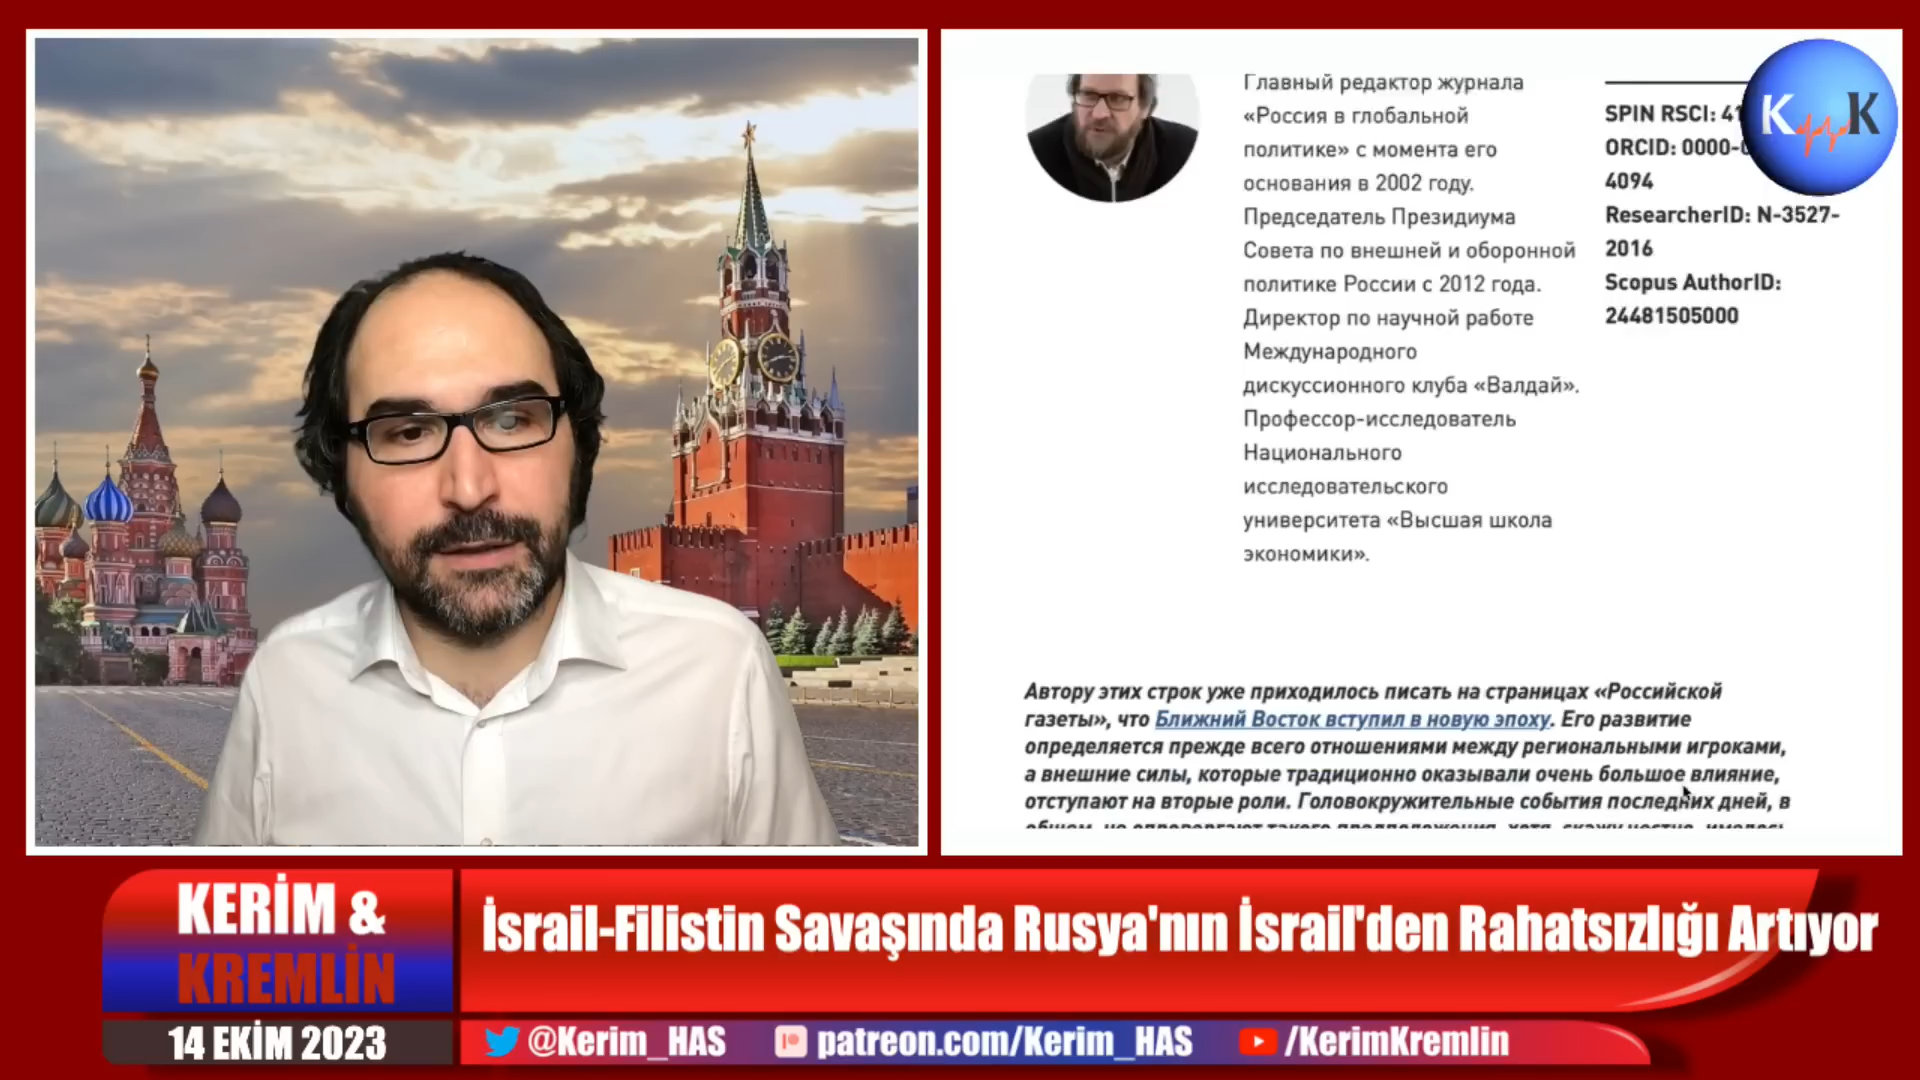 Главный редактор журнала
«Россия в глобальной
политике» с момента его
основания в 2002 году.
Председатель Президиума
Совета по внешней и оборонной
политике России с 2012 года.
Директор по научной работе
Международного
дискуссионного клуба «Валдай».
Профессор-исследователь
Национального
исследовательского
университета «Высшая школа
экономики».
SPIN RSCI:
ORCID:
4094
ResearcherID: N-3527-
2016
Scopus AuthorID:
24481505000
K K
Автору этих строк уже приходилось писать на страницах «Российской
газеты», что Ближний Восток вступил в новую эпоху. Его развитие
определяется прежде всего отношениями между региональными игроками,
а внешние силы, которые традиционно оказывали очень большое влияние,
отступают на вторые роли. Головокружительные события последних дней, в
KERİM &
KREMLİN
14 EKİM 2023
İsrail-Filistin Savaşında Rusya'nın İsrail'den Rahatsızlığı Artıyor
@Kerim_HAS patreon.com/Kerim_HAS /KerimKremlin